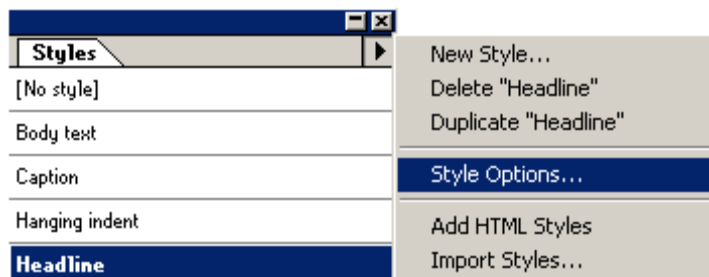 Styles
[No style]
Body text
Caption
Hanging indent
Headline
New Style...
Delete "Headline"
Duplicate "Headline"
Style Options...
Add HTML Styles
Import Styles...